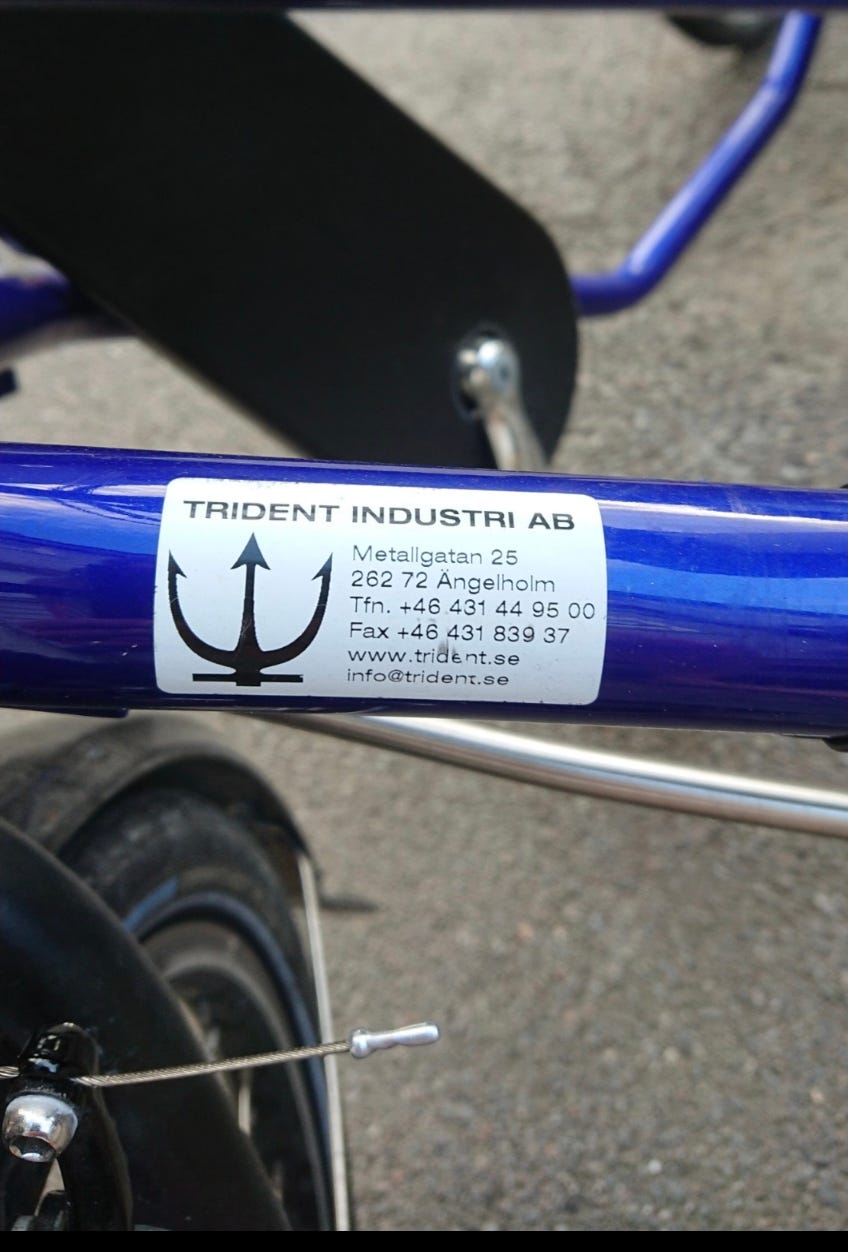 TRIDENT INDUSTRI AB
Metallgatan 25
262 72 Ängelholm
Tfn. +46 431 44 95 00
Fax +46 431 839 37
www.trident.se
info@trident.se